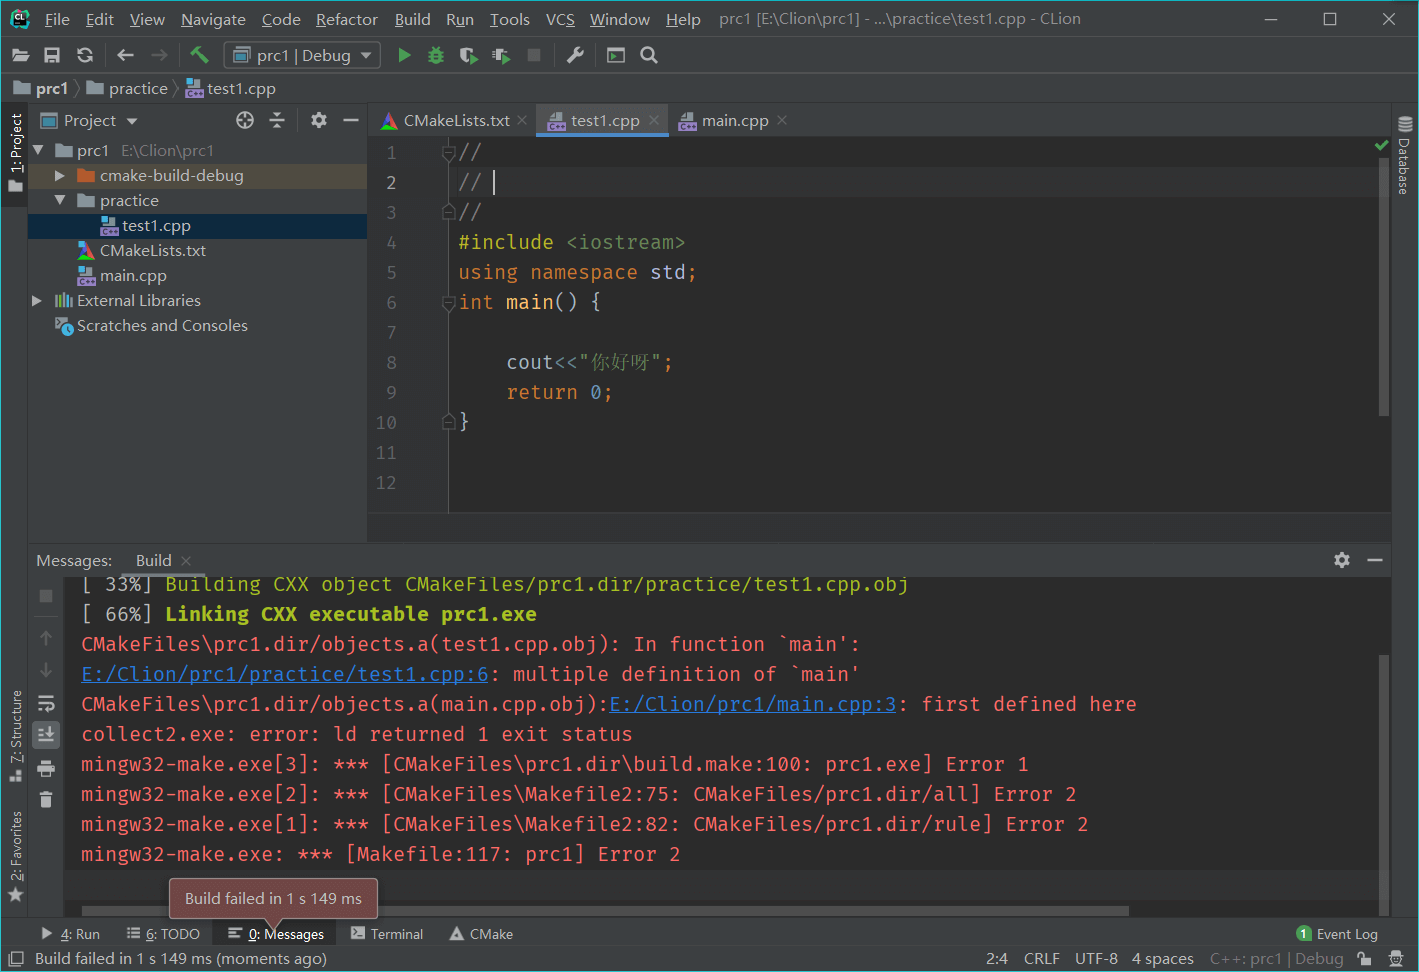 File Edit View Navigate Code Refactor Build Run Tools VCS Window Help prc1 [E:\Clion\prc1] - ...\practice\test1.cpp - CLion
prc1 | Debug
prc1 practice test1.cpp
1: Project
Project
prc1 E:\Clion\prc1
cmake-build-debug
practice
test1.cpp
CMakeLists.txt
main.cpp
External Libraries
Scratches and Consoles
CMakeLists.txt test1.cpp main.cpp
1 //
2 //
3 //
4 #include <iostream>
5 using namespace std;
6 int main() {
7
8 cout<<"你好呀";
9 return 0;
10 }
11
12
Database
Messages: Build
[ 33%] Building CXX object CMakeFiles/prc1.dir/practice/test1.cpp.obj
[ 66%] Linking CXX executable prc1.exe
CMakeFiles\prc1.dir/objects.a(test1.cpp.obj): In function `main':
E:/Clion/prc1/practice/test1.cpp:6: multiple definition of `main'
CMakeFiles\prc1.dir/objects.a(main.cpp.obj):E:/Clion/prc1/main.cpp:3: first defined here
collect2.exe: error: ld returned 1 exit status
mingw32-make.exe[3]: *** [CMakeFiles\prc1.dir\build.make:100: prc1.exe] Error 1
mingw32-make.exe[2]: *** [CMakeFiles\Makefile2:75: CMakeFiles/prc1.dir/all] Error 2
mingw32-make.exe[1]: *** [CMakeFiles\Makefile2:82: CMakeFiles/prc1.dir/rule] Error 2
mingw32-make.exe: *** [Makefile:117: prc1] Error 2
7: Structure
2: Favorites
Build failed in 1 s 149 ms
4: Run 6: TODO 0: Messages Terminal CMake 1 Event Log
Build failed in 1 s 149 ms (moments ago) 2:4 CRLF UTF-8 4 spaces C++: prc1 | Debug